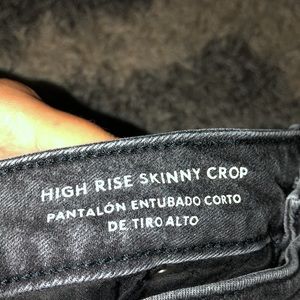 HIGH RISE SKINNY CROP
PANTALÓN ENTUBADO CORTO
DE TIRO ALTO